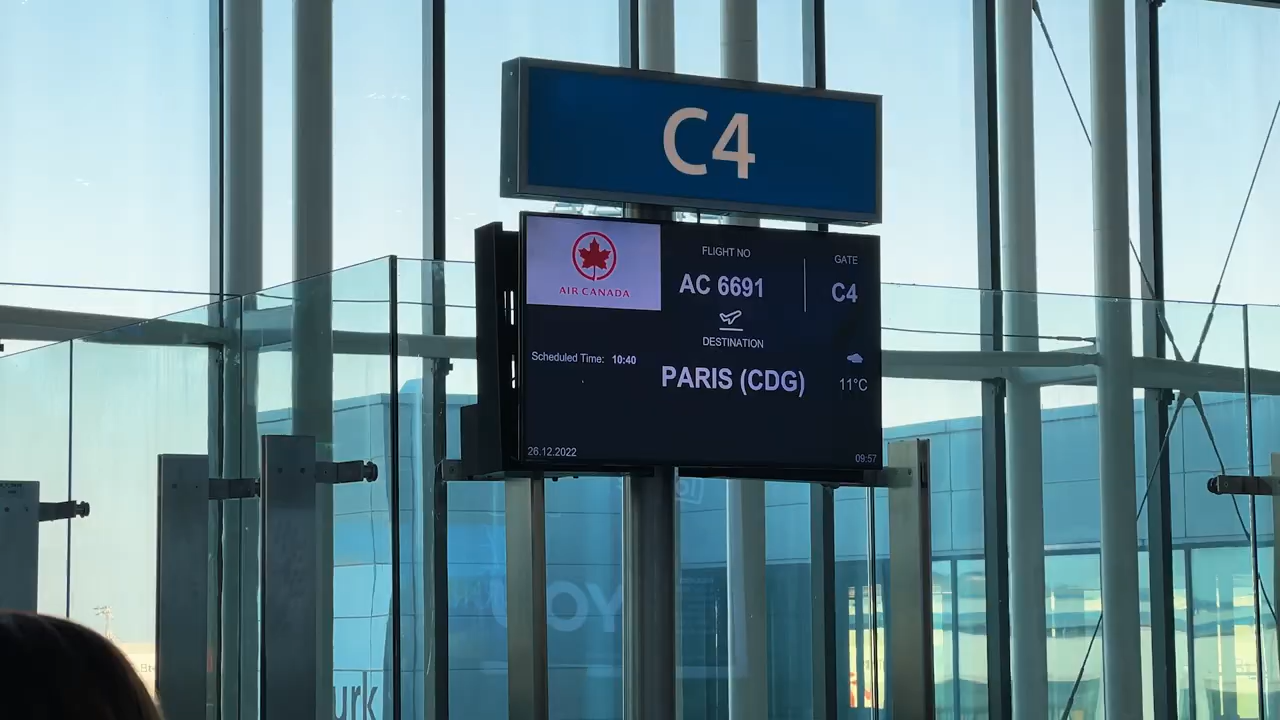 C4
AIR CANADA
FLIGHT NO
AC 6691
GATE
C4
DESTINATION
Scheduled Time: 10:40
PARIS (CDG)
11°C
26.12.2022
09:57
urk